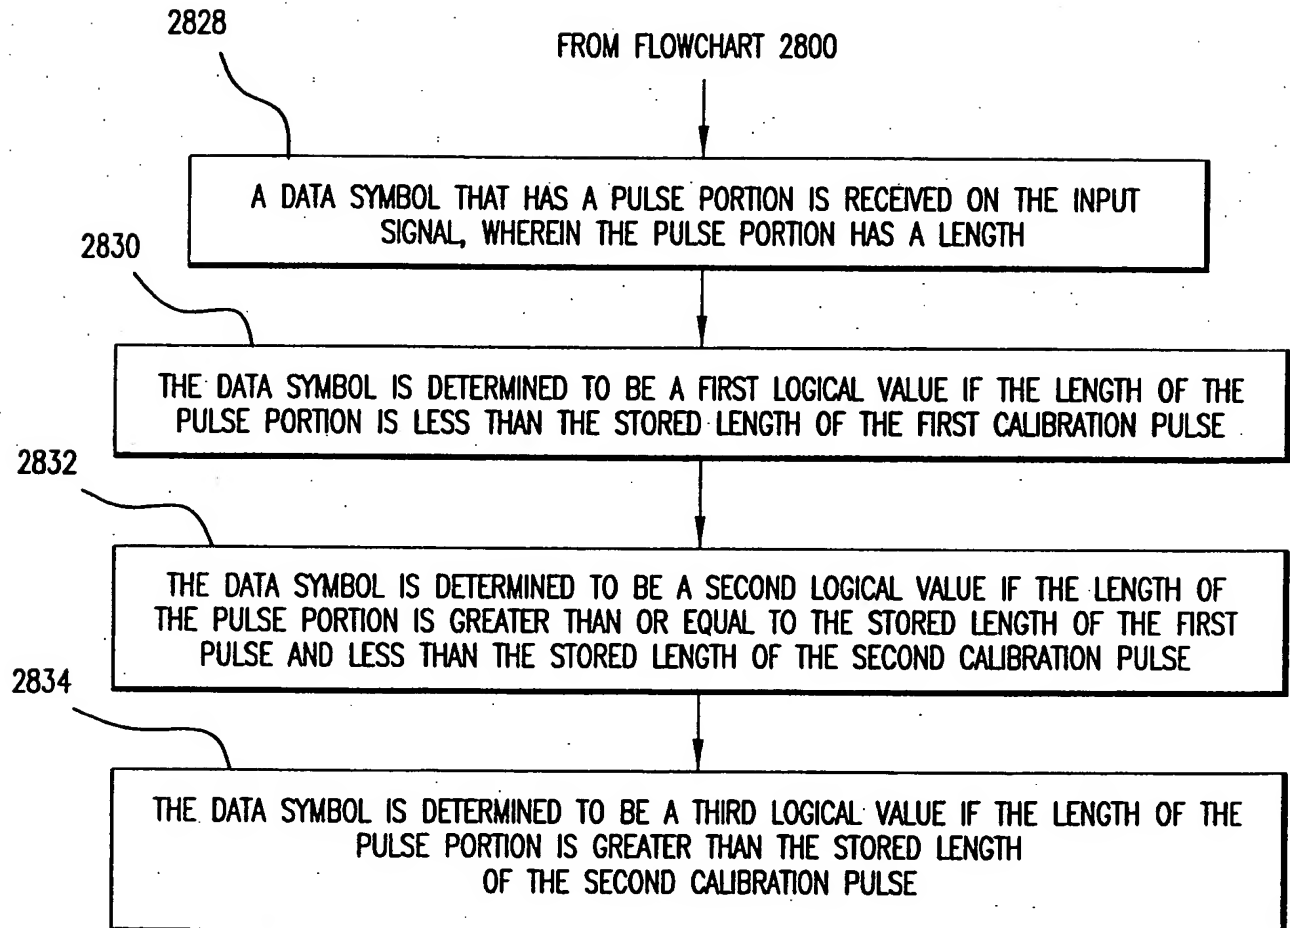 2828
FROM FLOWCHART 2800
A DATA SYMBOL THAT HAS A PULSE PORTION IS RECEIVED ON THE INPUT
SIGNAL, WHEREIN THE PULSE PORTION HAS A LENGTH
2830
THE DATA SYMBOL IS DETERMINED TO BE A FIRST LOGICAL VALUE IF THE LENGTH OF THE
PULSE PORTION IS LESS THAN THE STORED LENGTH OF THE FIRST CALIBRATION PULSE
2832
THE DATA SYMBOL IS DETERMINED TO BE A SECOND LOGICAL VALUE IF THE LENGTH OF
THE PULSE PORTION IS GREATER THAN OR EQUAL TO THE STORED LENGTH OF THE FIRST
PULSE AND LESS THAN THE STORED LENGTH OF THE SECOND CALIBRATION PULSE
2834
THE DATA SYMBOL IS DETERMINED TO BE A THIRD LOGICAL VALUE IF THE LENGTH OF THE
PULSE PORTION IS GREATER THAN THE STORED LENGTH
OF THE SECOND CALIBRATION PULSE